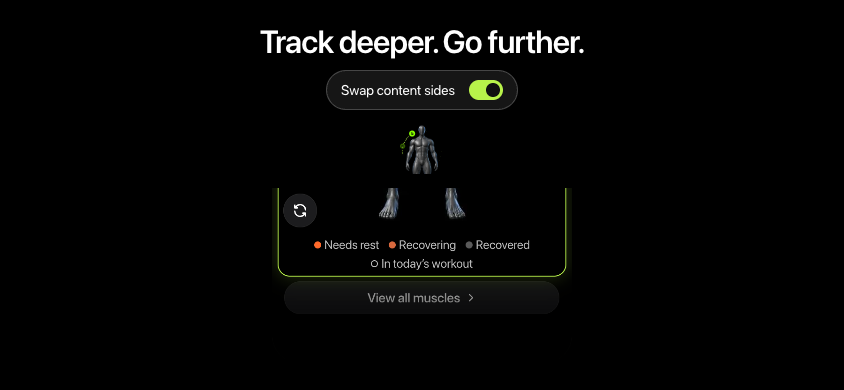 Track deeper. Go further.
Swap content sides
Needs rest Recovering Recovered
In today's workout
View all muscles